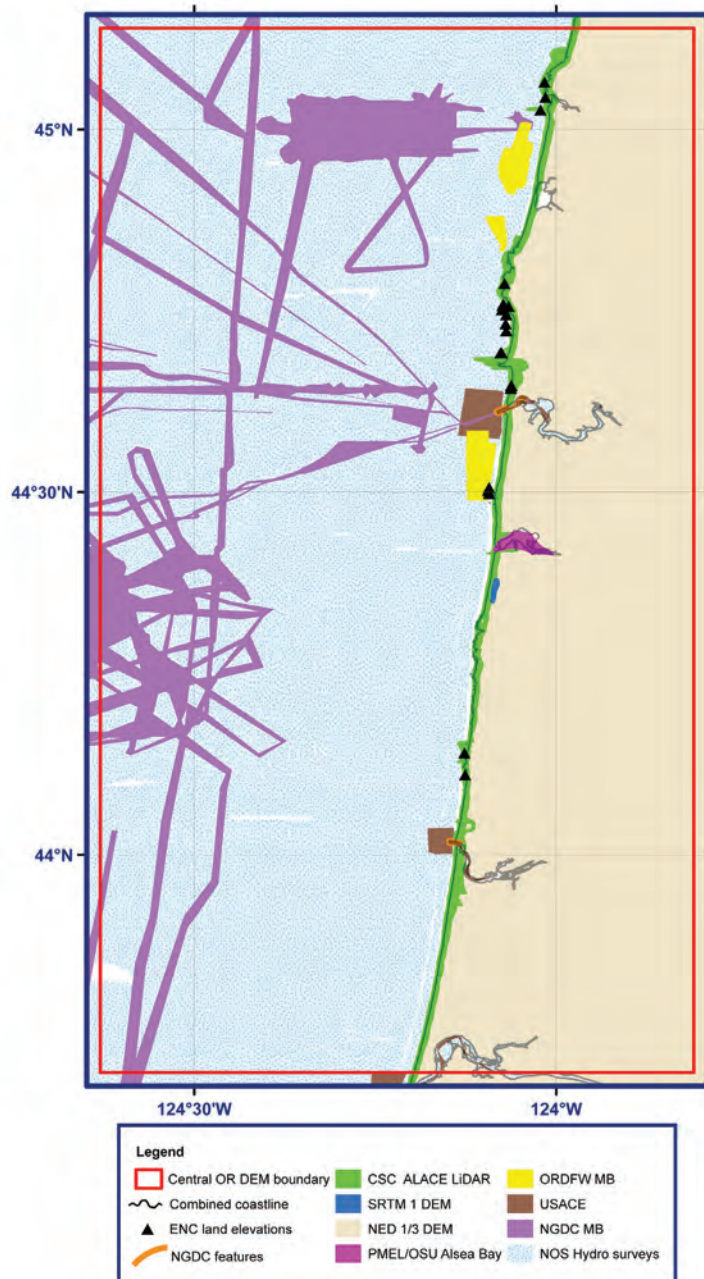 45°N
44°30'N
44°N
124°30'W 124°W
Legend
Central OR DEM boundary CSC ALACE LiDAR ORDFW MB
Combined coastline SRTM 1 DEM USACE
ENC land elevations NED 1/3 DEM NGDC MB
NGDC features PMEL/OSU Alsea Bay NOS Hydro surveys